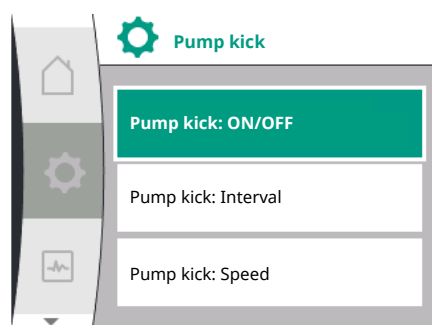 Pump kick
Pump kick: ON/OFF
Pump kick: Interval
Pump kick: Speed